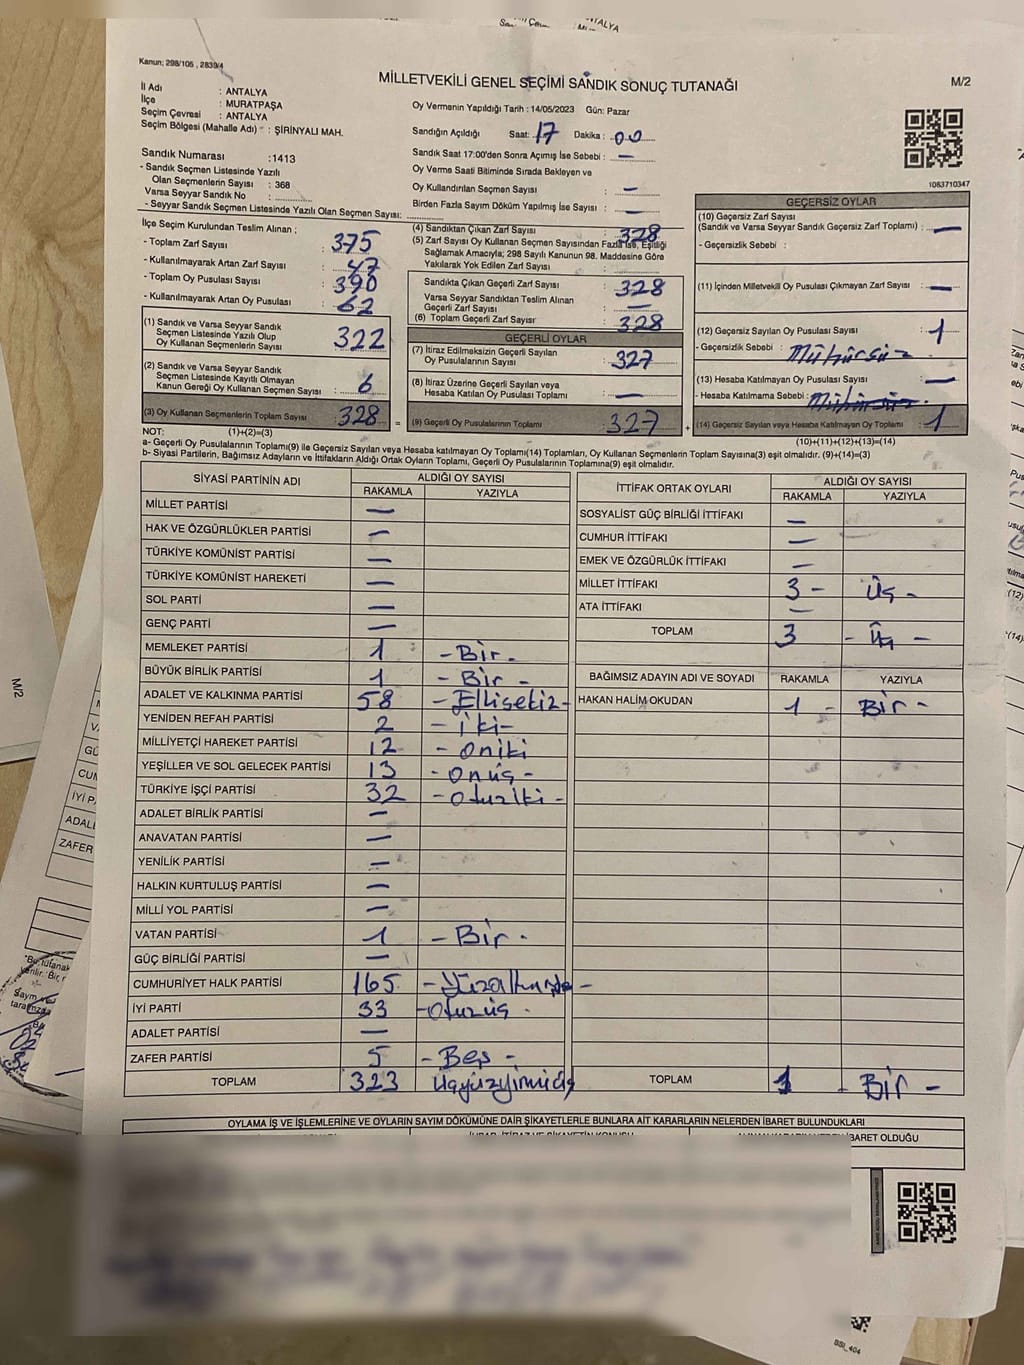 Kanun; 298/105 , 2839/4
MİLLETVEKİLİ GENEL SEÇİMİ SANDIK SONUÇ TUTANAĞI
M/2
İl Adı : ANTALYA
İlçe : MURATPAŞA
Seçim Çevresi : ANTALYA
Seçim Bölgesi (Mahalle Adı) : ŞİRİNYALI MAH.
Sandık Numarası :1413
- Sandık Seçmen Listesinde Yazılı
Olan Seçmenlerin Sayısı : 368
Varsa Seyyar Sandık No :
- Seyyar Sandık Seçmen Listesinde Yazılı Olan Seçmen Sayısı:
Oy Vermenin Yapıldığı Tarih : 14/05/2023 Gün: Pazar
Sandığın Açıldığı Saat: 17 Dakika : 00
Sandık Saat 17:00'den Sonra Açımış İse Sebebi : —
Oy Verme Saati Bitiminde Sırada Bekleyen ve
Oy Kullandırılan Seçmen Sayısı : —
Birden Fazla Sayım Döküm Yapılmış İse Sayısı : —
1083710347
İlçe Seçim Kurulundan Teslim Alınan ;
- Toplam Zarf Sayısı : 375
- Kullanılmayarak Artan Zarf Sayısı : 47
- Toplam Oy Pusulası Sayısı : 390
- Kullanılmayarak Artan Oy Pusulası : 62
(1) Sandık ve Varsa Seyyar Sandık
Seçmen Listesinde Yazılı Olup
Oy Kullanan Seçmenlerin Sayısı : 322
(2) Sandık ve Varsa Seyyar Sandık
Seçmen Listesinde Kayıtlı Olmayan
Kanun Gereği Oy Kullanan Seçmen Sayısı : 6
(3) Oy Kullanan Seçmenlerin Toplam Sayısı : 328
(4) Sandıktan Çıkan Zarf Sayısı : 328
(5) Zarf Sayısı Oy Kullanan Seçmen Sayısından Fazla İse, Eşitliği
Sağlamak Amacıyla; 298 Sayılı Kanunun 98. Maddesine Göre
Yakılarak Yok Edilen Zarf Sayısı :
Sandıkta Çıkan Geçerli Zarf Sayısı : 328
Varsa Seyyar Sandıktan Teslim Alınan
Geçerli Zarf Sayısı : —
(6) Toplam Geçerli Zarf Sayısı : 328
GEÇERLİ OYLAR
(7) İtiraz Edilmeksizin Geçerli Sayılan
Oy Pusulalarının Sayısı : 327
(8) İtiraz Üzerine Geçerli Sayılan veya
Hesaba Katılan Oy Pusulası Toplamı : —
= (9) Geçerli Oy Pusulalarının Toplamı : 327 +
GEÇERSİZ OYLAR
(10) Geçersiz Zarf Sayısı
(Sandık ve Varsa Seyyar Sandık Geçersiz Zarf Toplamı) : —
- Geçersizlik Sebebi :
(11) İçinden Milletvekili Oy Pusulası Çıkmayan Zarf Sayısı : —
(12) Geçersiz Sayılan Oy Pusulası Sayısı : 1
- Geçersizlik Sebebi : Mühürsüz
(13) Hesaba Katılmayan Oy Pusulası Sayısı : —
- Hesaba Katılmama Sebebi : Mühürsüz
(14) Geçersiz Sayılan veya Hesaba Katılmayan Oy Toplamı : 1
NOT: (1)+(2)=(3) (10)+(11)+(12)+(13)=(14)
a- Geçerli Oy Pusulalarının Toplamı(9) ile Geçersiz Sayılan veya Hesaba katılmayan Oy Toplamı(14) Toplamları, Oy Kullanan Seçmenlerin Toplam Sayısına(3) eşit olmalıdır. (9)+(14)=(3)
b- Siyasi Partilerin, Bağımsız Adayların ve İttifakların Aldığı Ortak Oyların Toplamı, Geçerli Oy Pusulalarının Toplamına(9) eşit olmalıdır.
SİYASİ PARTİNİN ADI ALDIĞI OY SAYISI
RAKAMLA YAZIYLA
MİLLET PARTİSİ —
HAK VE ÖZGÜRLÜKLER PARTİSİ —
TÜRKİYE KOMÜNİST PARTİSİ —
TÜRKİYE KOMÜNİST HAREKETİ —
SOL PARTİ —
GENÇ PARTİ —
MEMLEKET PARTİSİ 1 - Bir -
BÜYÜK BİRLİK PARTİSİ 1 - Bir -
ADALET VE KALKINMA PARTİSİ 58 - Ellisekiz -
YENİDEN REFAH PARTİSİ 2 - İki -
MİLLİYETÇİ HAREKET PARTİSİ 12 - Oniki
YEŞİLLER VE SOL GELECEK PARTİSİ 13 - Onüç -
TÜRKİYE İŞÇİ PARTİSİ 32 - Otuziki -
ADALET BİRLİK PARTİSİ —
ANAVATAN PARTİSİ —
YENİLİK PARTİSİ —
HALKIN KURTULUŞ PARTİSİ —
MİLLİ YOL PARTİSİ —
VATAN PARTİSİ 1 - Bir -
GÜÇ BİRLİĞİ PARTİSİ —
CUMHURİYET HALK PARTİSİ 165 - Yüzaltmışbeş -
İYİ PARTİ 33 - Otuzüç -
ADALET PARTİSİ —
ZAFER PARTİSİ 5 - Beş -
TOPLAM 323 Üçyüzyirmiüç
İTTİFAK ORTAK OYLARI ALDIĞI OY SAYISI
RAKAMLA YAZIYLA
SOSYALİST GÜÇ BİRLİĞİ İTTİFAKI —
CUMHUR İTTİFAKI —
EMEK VE ÖZGÜRLÜK İTTİFAKI —
MİLLET İTTİFAKI 3 - Üç -
ATA İTTİFAKI —
TOPLAM 3 - Üç -
BAĞIMSIZ ADAYIN ADI VE SOYADI RAKAMLA YAZIYLA
HAKAN HALİM OKUDAN 1 - Bir -
TOPLAM 1 - Bir -
OYLAMA İŞ VE İŞLEMLERİNE VE OYLARIN SAYIM DÖKÜMÜNE DAİR ŞİKAYETLERLE BUNLARA AİT KARARLARIN NELERDEN İBARET BULUNDUKLARI
İBARET OLDUĞU
BSI_404
M/2